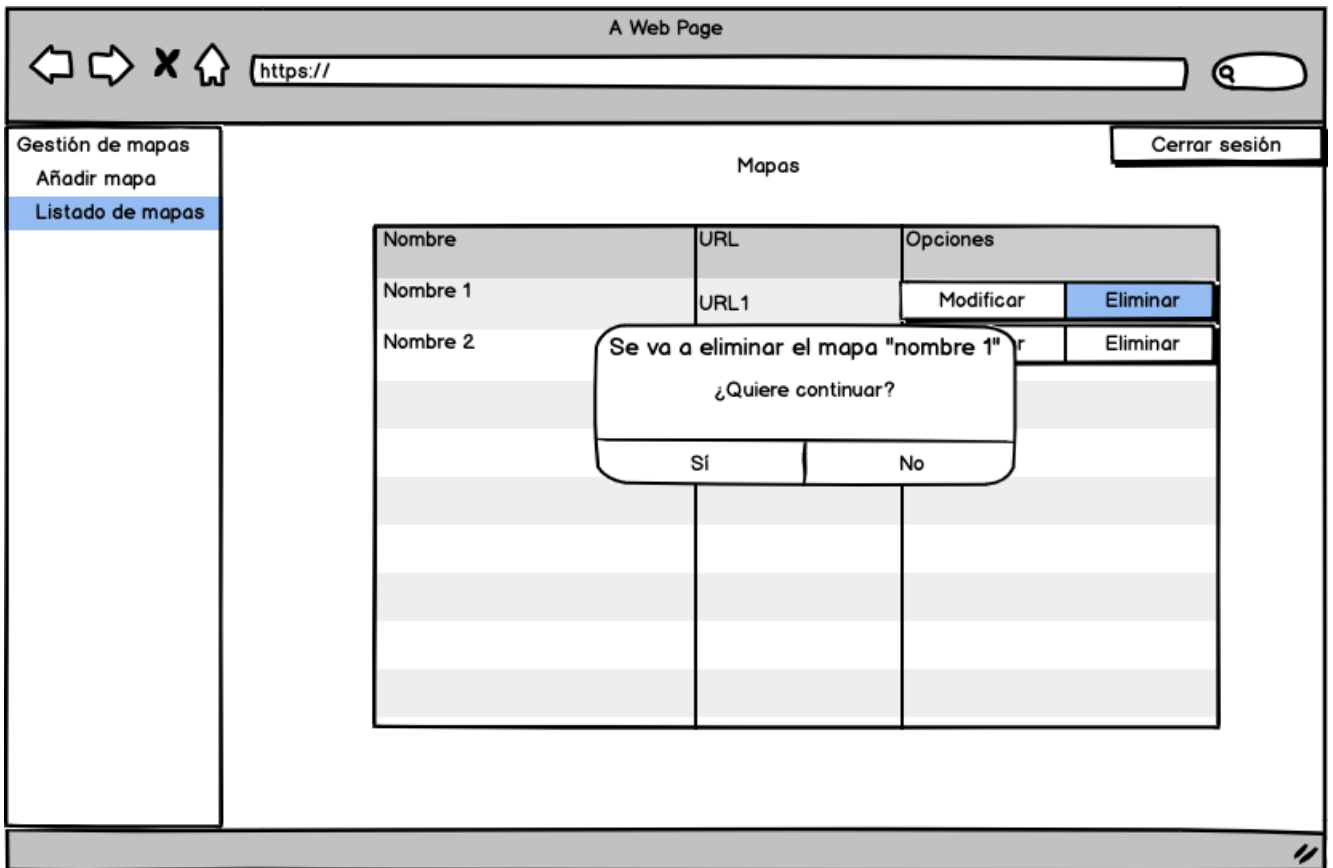 A Web Page
https://
Gestión de mapas
Añadir mapa
Listado de mapas
Cerrar sesión
Mapas
Nombre URL Opciones
Nombre 1 URL1 Modificar Eliminar
Nombre 2 Eliminar
Se va a eliminar el mapa "nombre 1"
¿Quiere continuar?
Sí No